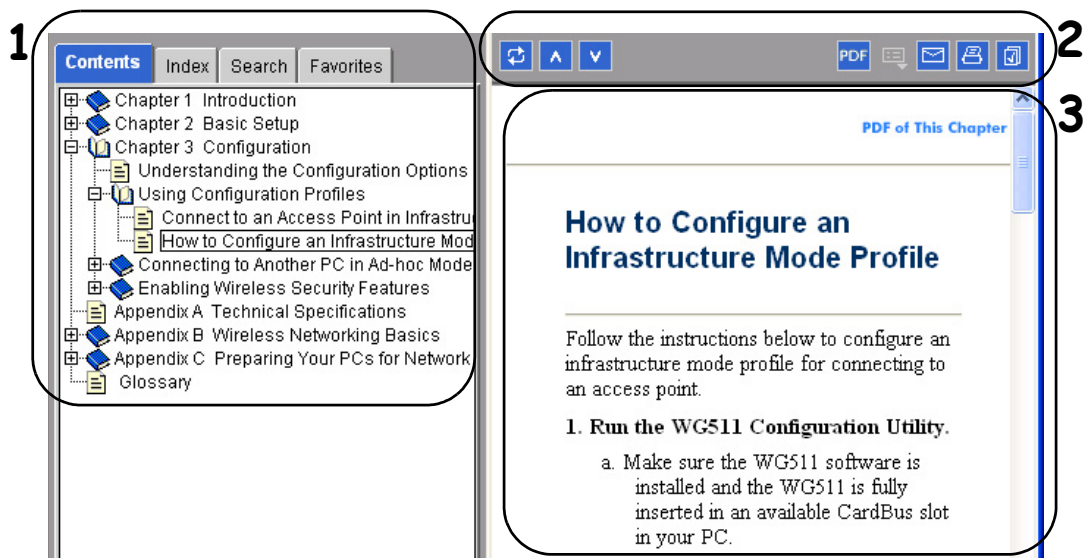 1
Contents Index Search Favorites
Chapter 1 Introduction
Chapter 2 Basic Setup
Chapter 3 Configuration
Understanding the Configuration Options
Using Configuration Profiles
Connect to an Access Point in Infrastru
How to Configure an Infrastructure Mod
Connecting to Another PC in Ad-hoc Mode
Enabling Wireless Security Features
Appendix A Technical Specifications
Appendix B Wireless Networking Basics
Appendix C Preparing Your PCs for Network
Glossary
2
PDF
3
PDF of This Chapter
How to Configure an
Infrastructure Mode Profile
Follow the instructions below to configure an
infrastructure mode profile for connecting to
an access point.
1. Run the WG511 Configuration Utility.
a. Make sure the WG511 software is
installed and the WG511 is fully
inserted in an available CardBus slot
in your PC.